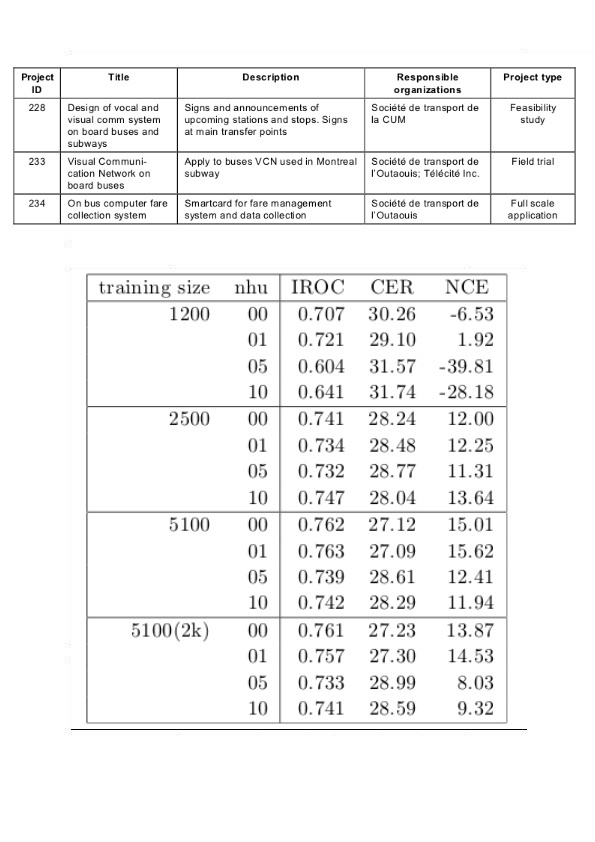 Project ID Title Description Responsible organizations Project type
228 Design of vocal and visual comm system on board buses and subways Signs and announcements of upcoming stations and stops. Signs at main transfer points Société de transport de la CUM Feasibility study
233 Visual Communi-cation Network on board buses Apply to buses VCN used in Montreal subway Société de transport de l'Outaouis; Télécité Inc. Field trial
234 On bus computer fare collection system Smartcard for fare management system and data collection Société de transport de l'Outaouis Full scale application
training size nhu IROC CER NCE
1200 00 0.707 30.26 -6.53
01 0.721 29.10 1.92
05 0.604 31.57 -39.81
10 0.641 31.74 -28.18
2500 00 0.741 28.24 12.00
01 0.734 28.48 12.25
05 0.732 28.77 11.31
10 0.747 28.04 13.64
5100 00 0.762 27.12 15.01
01 0.763 27.09 15.62
05 0.739 28.61 12.41
10 0.742 28.29 11.94
5100(2k) 00 0.761 27.23 13.87
01 0.757 27.30 14.53
05 0.733 28.99 8.03
10 0.741 28.59 9.32